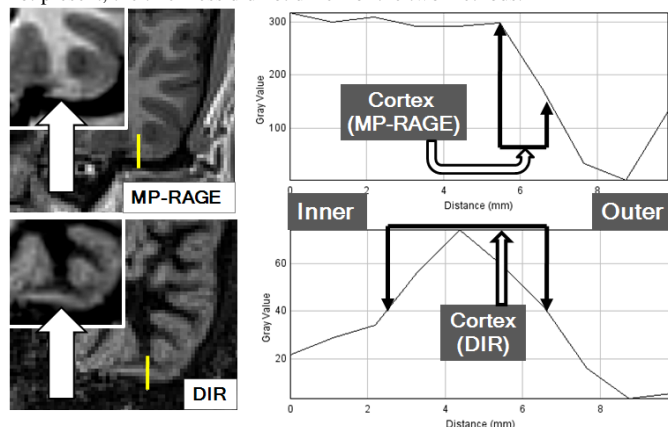 MP-RAGE
Gray Value
300
200
100
0
2
4
6
8
Distance (mm)
Cortex
(MP-RAGE)
DIR
Inner
Outer
Gray Value
60
40
20
0
2
4
6
8
Distance (mm)
Cortex
(DIR)